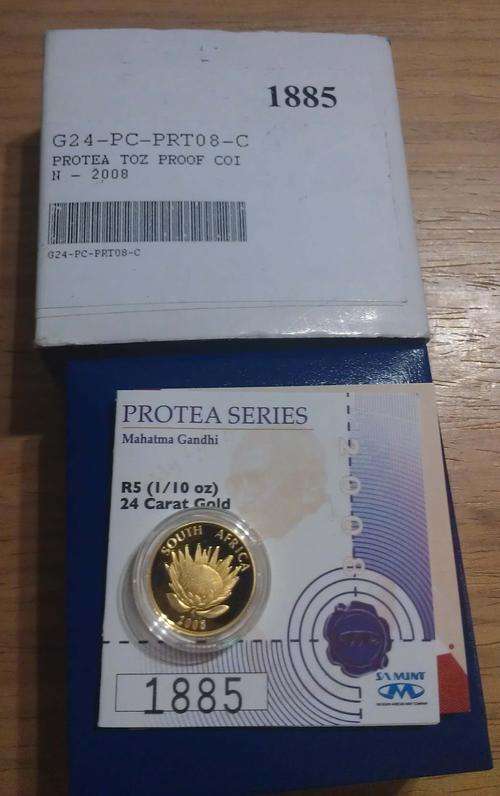 1885
G24-PC-PRT08-C
PROTEA TOZ PROOF COI
N - 2008
G24-PC-PRT08-C
PROTEA SERIES
Mahatma Gandhi
2008
R5 (1/10 oz)
24 Carat Gold
SOUTH AFRICA
2008
1885
SA MINT